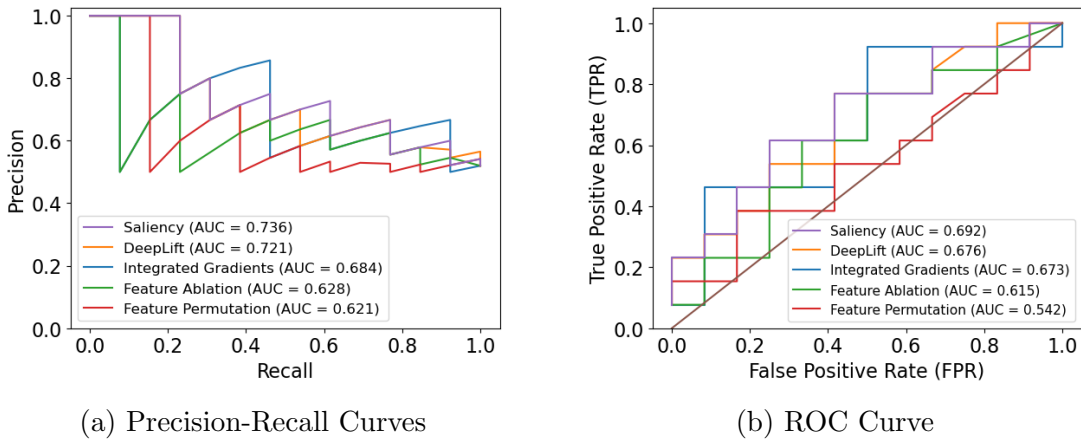 1.0
0.8
0.6
0.4
0.2
0.0
Precision
Saliency (AUC = 0.736)
DeepLift (AUC = 0.721)
Integrated Gradients (AUC = 0.684)
Feature Ablation (AUC = 0.628)
Feature Permutation (AUC = 0.621)
0.0 0.2 0.4 0.6 0.8 1.0
Recall
(a) Precision-Recall Curves
1.0
0.8
0.6
0.4
0.2
0.0
True Positive Rate (TPR)
Saliency (AUC = 0.692)
DeepLift (AUC = 0.676)
Integrated Gradients (AUC = 0.673)
Feature Ablation (AUC = 0.615)
Feature Permutation (AUC = 0.542)
0.0 0.2 0.4 0.6 0.8 1.0
False Positive Rate (FPR)
(b) ROC Curve